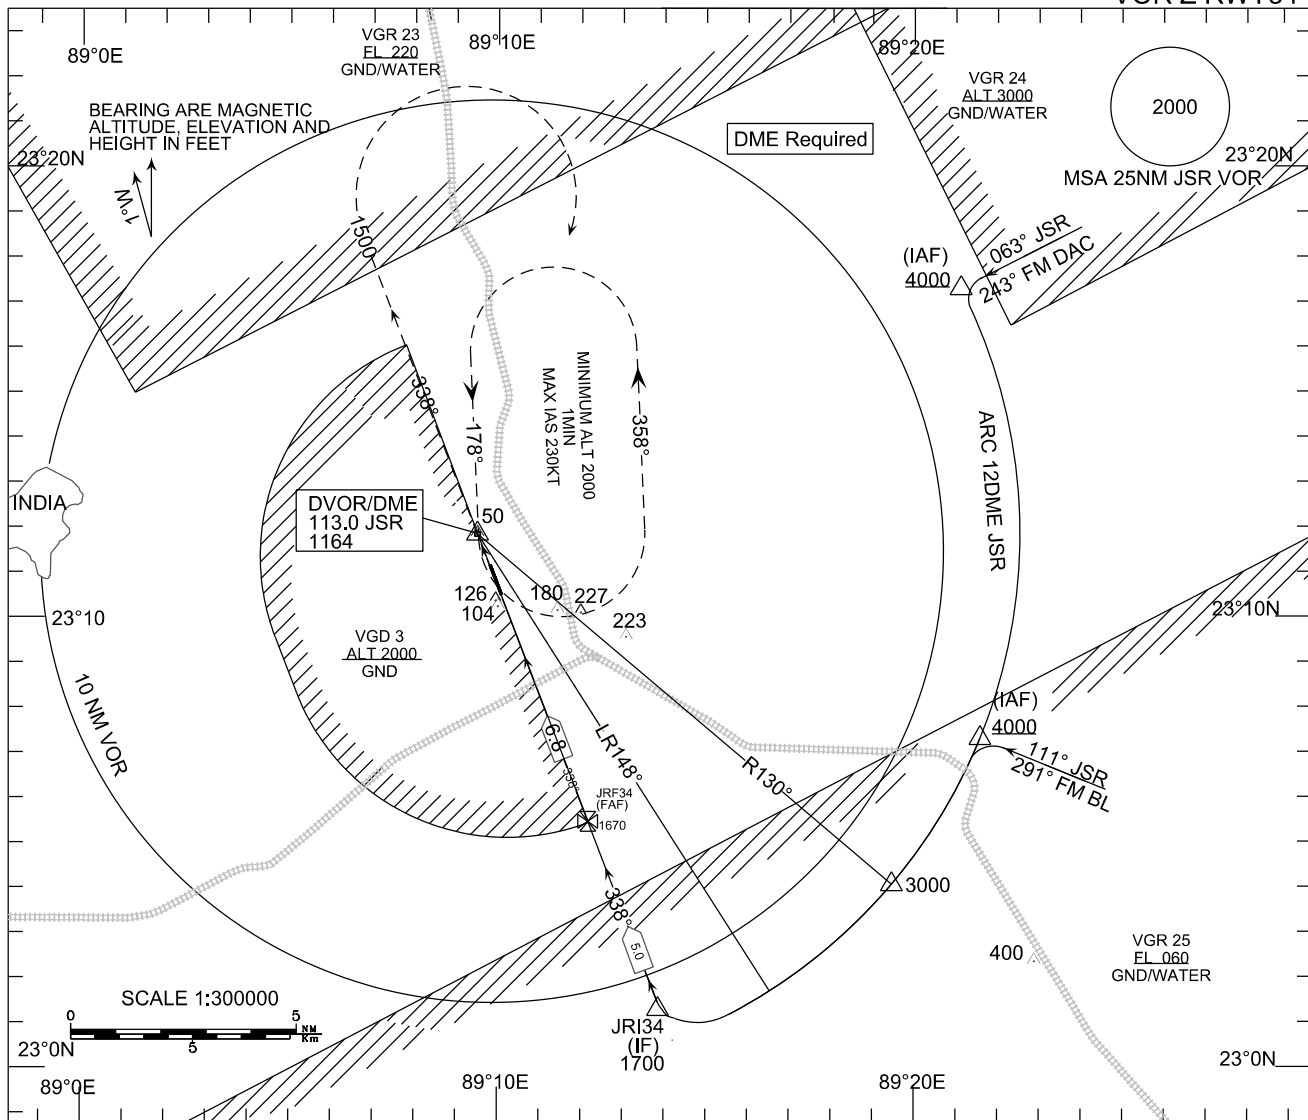 89°0E
VGR 23
FL 220
GND/WATER
89°10E
89°20E
VGR 24
ALT 3000
GND/WATER
2000
MSA 25NM JSR VOR
BEARING ARE MAGNETIC
ALTITUDE, ELEVATION AND
HEIGHT IN FEET
DME Required
23°20N
23°20N
1°W
1500
(IAF)
4000
063° JSR
243° FM DAC
338°
178°
MINIMUM ALT 2000
1MIN
MAX IAS 230KT
358°
ARC 12DME JSR
INDIA
DVOR/DME
113.0 JSR
1164
50
126
104
180
227
223
23°10
23°10N
VGD 3
ALT 2000
GND
10 NM VOR
6.8
338°
LR148°
R130°
(IAF)
4000
111° JSR
291° FM BL
JRF34
(FAF)
1670
338°
3000
5.0
400
VGR 25
FL 060
GND/WATER
SCALE 1:300000
0
5
NM
Km
5
JRI34
(IF)
1700
23°0N
23°0N
89°0E
89°10E
89°20E